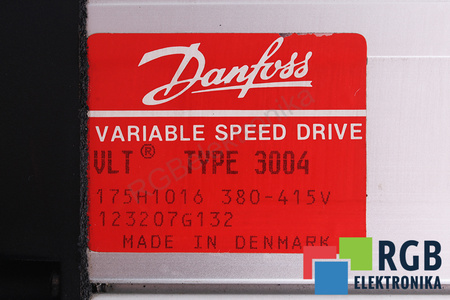 Danfoss
VARIABLE SPEED DRIVE
VLT® TYPE 3004
175H1016 380-415V
123207G132
MADE IN DENMARK
RGB
ELEKTRONIKA